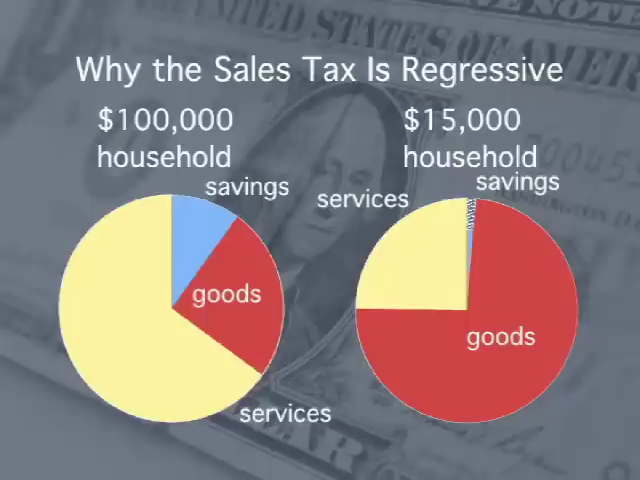 Why the Sales Tax Is Regressive
$100,000
household
$15,000
household
savings
goods
services
savings
services
goods